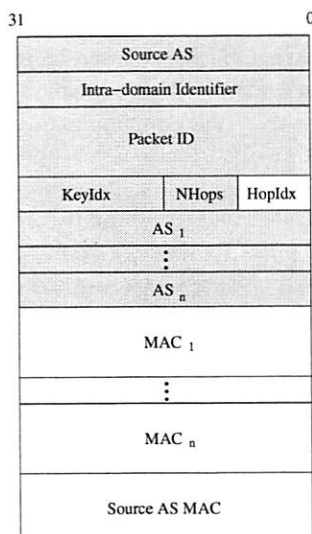 31 0
Source AS
Intra-domain Identifier
Packet ID
KeyIdx NHops HopIdx
AS 1
⋮
AS n
MAC 1
⋮
MAC n
Source AS MAC